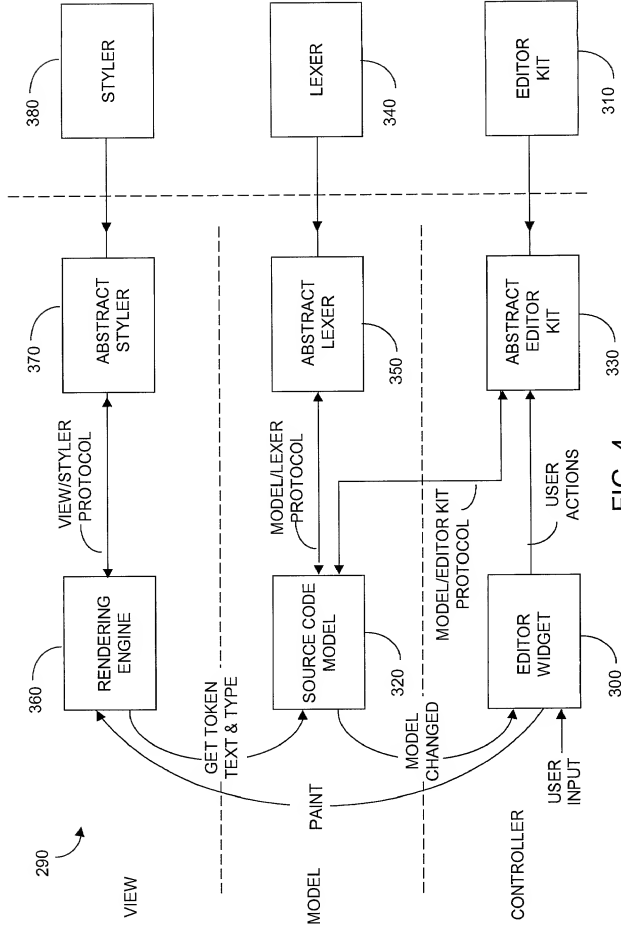 290
VIEW
360
RENDERING
ENGINE
VIEW/STYLER
PROTOCOL
370
ABSTRACT
STYLER
380
STYLER
GET TOKEN
TEXT & TYPE
PAINT
MODEL
SOURCE CODE
MODEL
320
MODEL/LEXER
PROTOCOL
ABSTRACT
LEXER
350
LEXER
340
MODEL
CHANGED
MODEL/EDITOR KIT
PROTOCOL
CONTROLLER
USER
INPUT
EDITOR
WIDGET
300
USER
ACTIONS
ABSTRACT
EDITOR
KIT
330
EDITOR
KIT
310
FIG. 4